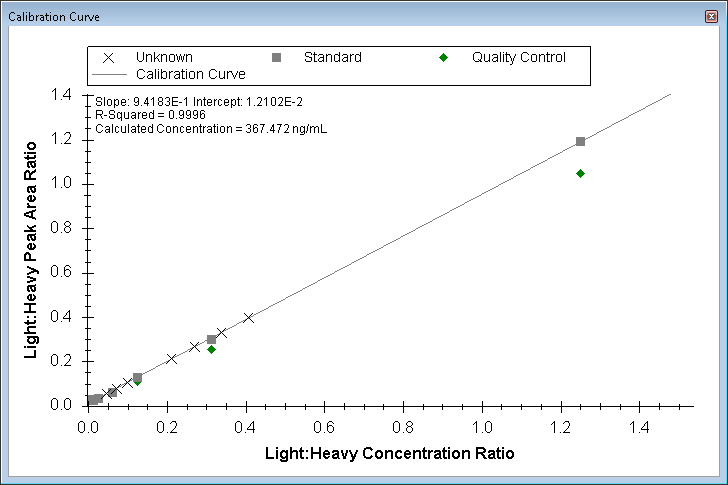 Calibration Curve
Unknown Standard Quality Control
Calibration Curve
Slope: 9.4183E-1 Intercept: 1.2102E-2
R-Squared = 0.9996
Calculated Concentration = 367.472 ng/mL
Light:Heavy Peak Area Ratio
1.4
1.2
1.0
0.8
0.6
0.4
0.2
0.0
0.0 0.2 0.4 0.6 0.8 1.0 1.2 1.4
Light:Heavy Concentration Ratio